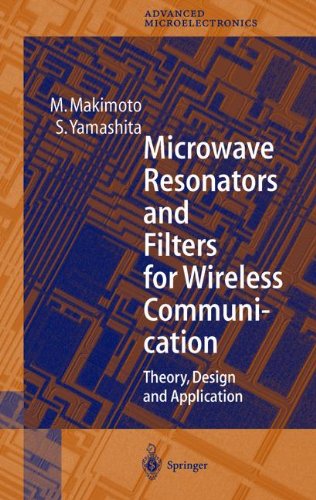 ADVANCED
MICROELECTRONICS
M. Makimoto
S. Yamashita
Microwave
Resonators
and
Filters
for Wireless
Communi-
cation
Theory, Design
and Application
Springer